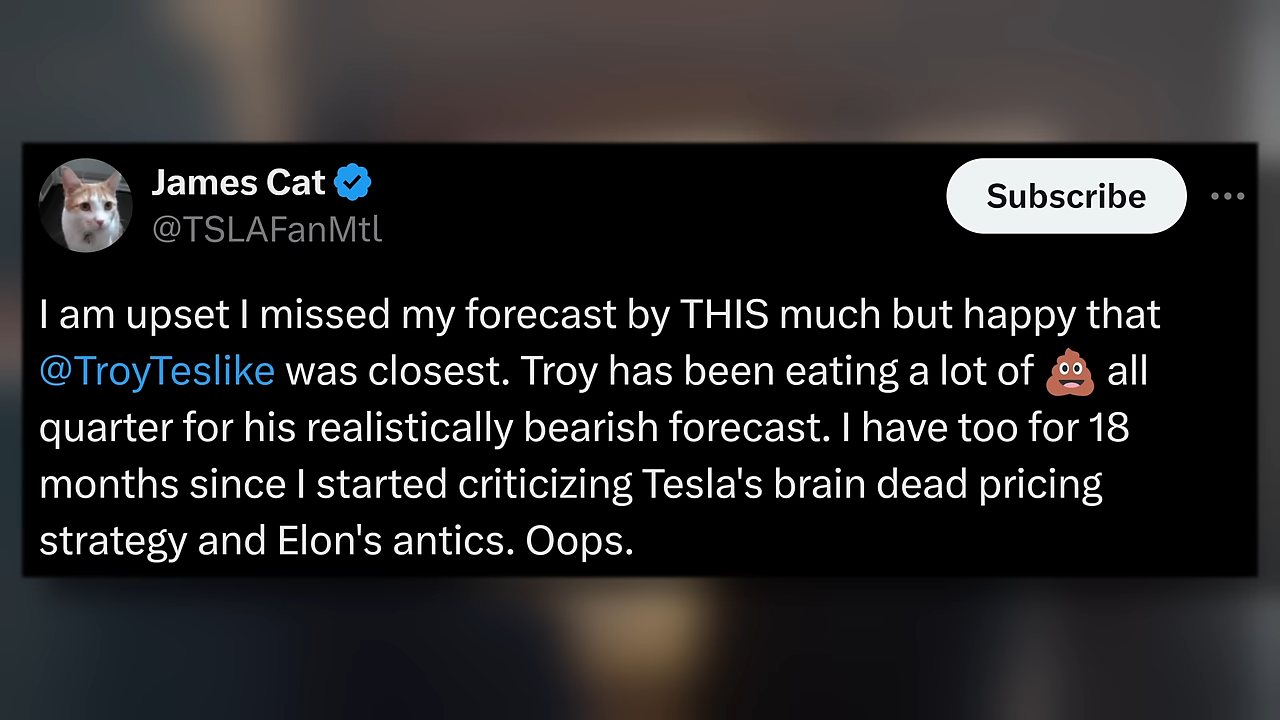 James Cat
@TSLAFanMtl
Subscribe
I am upset I missed my forecast by THIS much but happy that
@TroyTeslike was closest. Troy has been eating a lot of 💩 all
quarter for his realistically bearish forecast. I have too for 18
months since I started criticizing Tesla's brain dead pricing
strategy and Elon's antics. Oops.